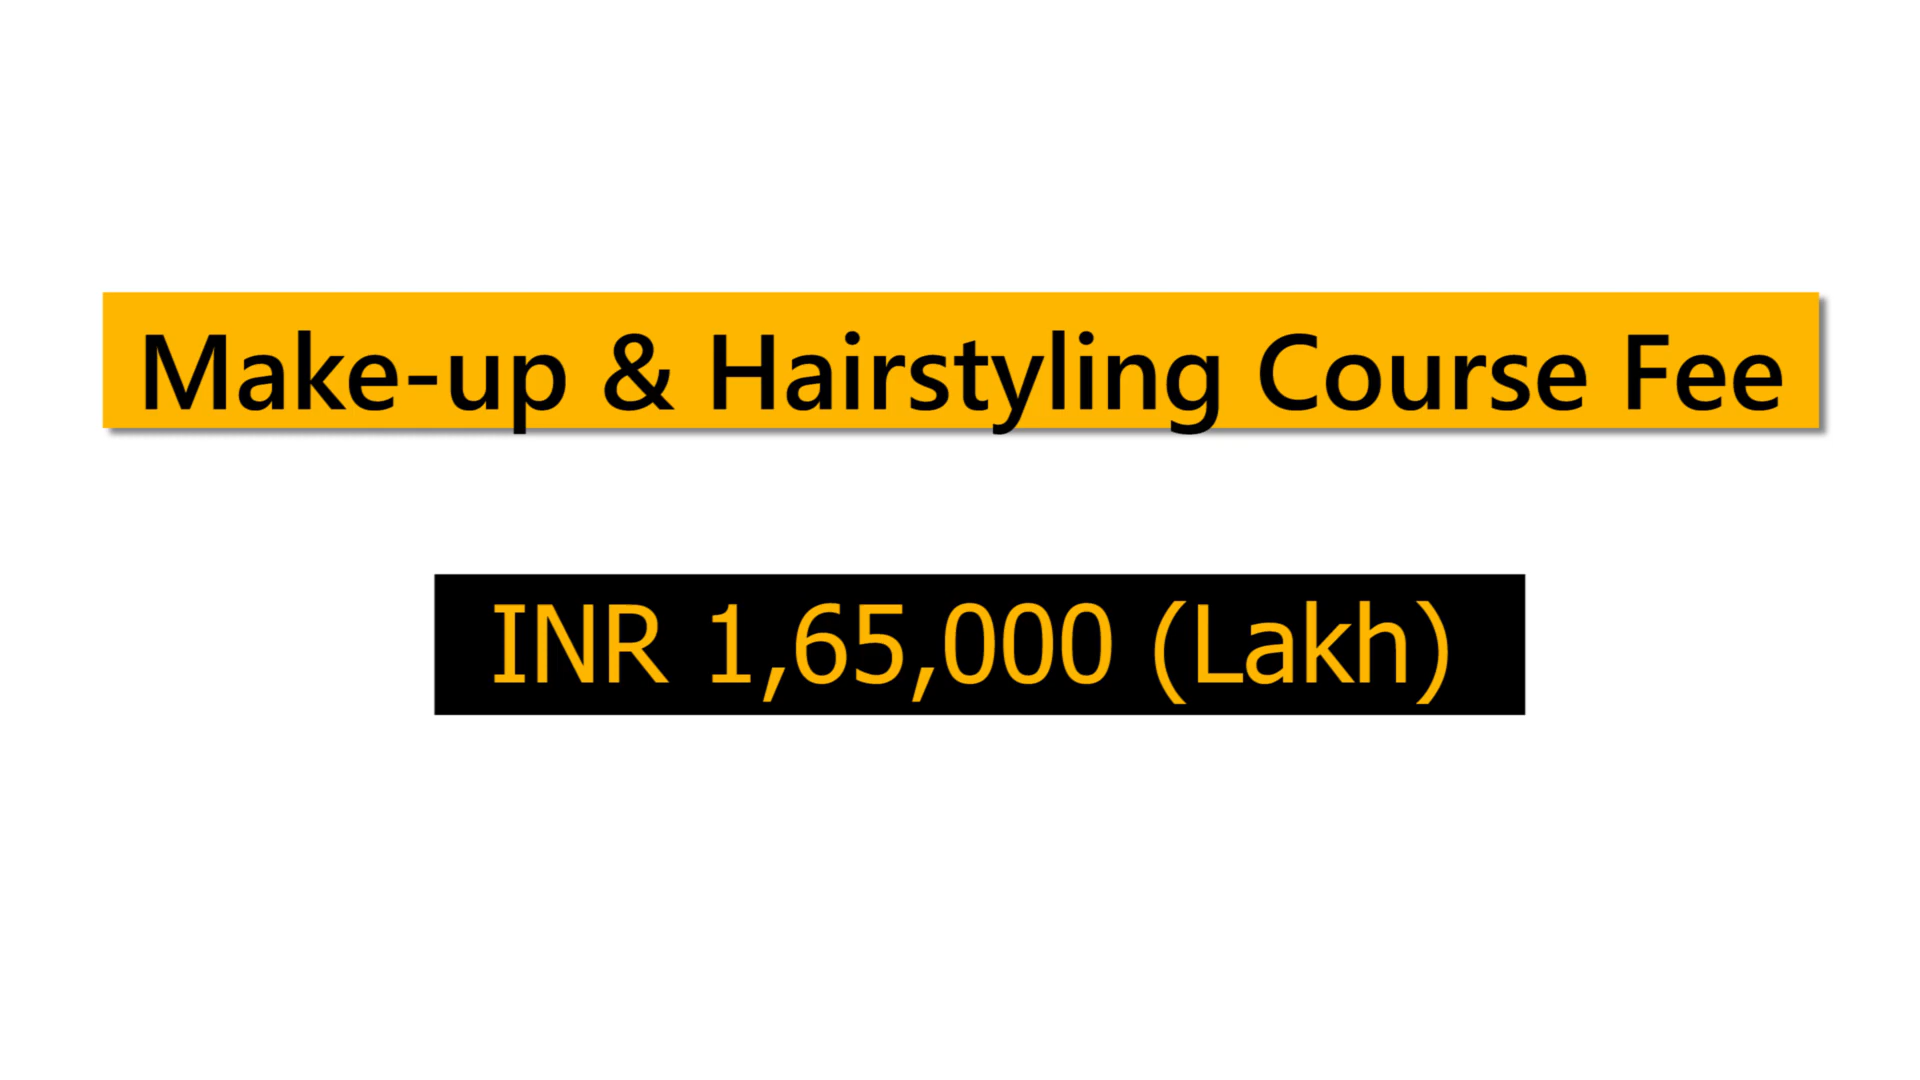 Make-up & Hairstyling Course Fee
INR 1,65,000 (Lakh)